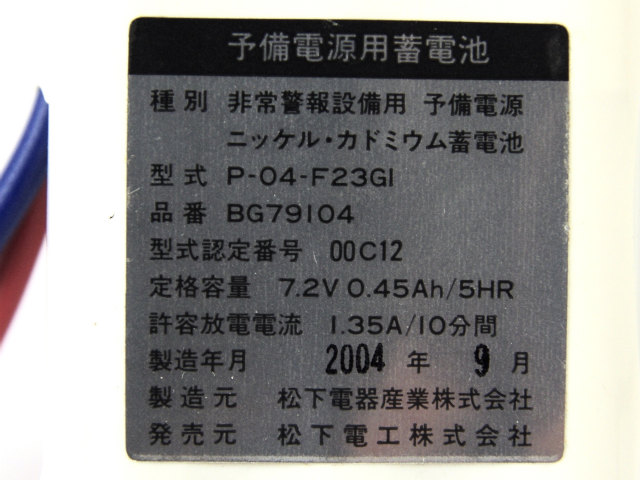 予備電源用蓄電池
種別 非常警報設備用 予備電源
ニッケル・カドミウム蓄電池
型式 P-04-F23G1
品番 BG79104
型式認定番号 00C12
定格容量 7.2V 0.45Ah/5HR
許容放電電流 1.35A/10分間
製造年月 2004 年 9 月
製造元 松下電器産業株式会社
発売元 松下電工株式会社